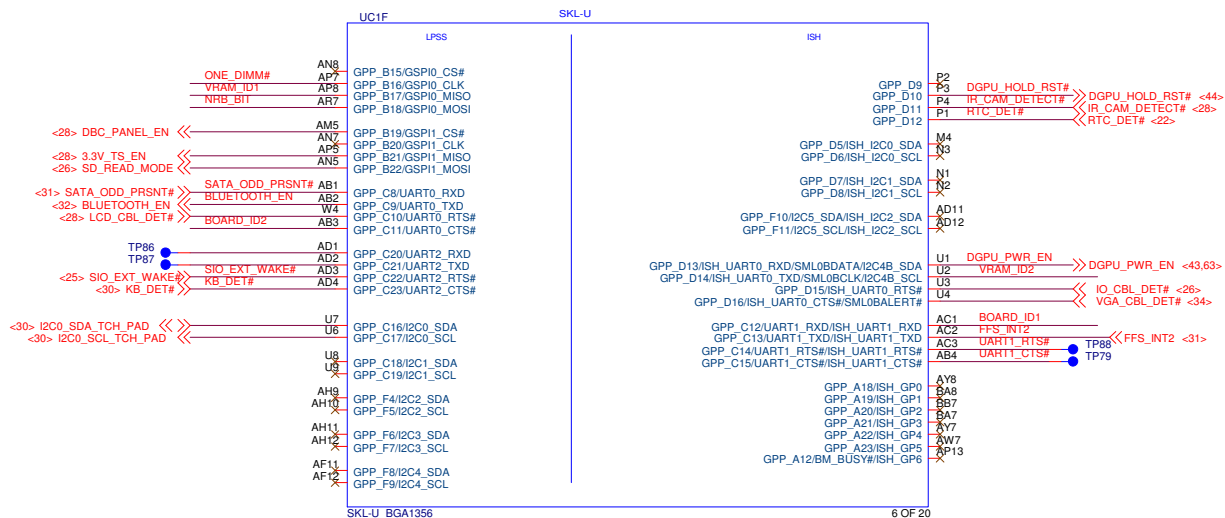 UC1F
SKL-U
LPSS
ISH
AN8 GPP_B15/GSPI0_CS#
ONE_DIMM# AP7 GPP_B16/GSPI0_CLK
VRAM_ID1 AP8 GPP_B17/GSPI0_MISO
NRB_BIT AR7 GPP_B18/GSPI0_MOSI
<28> DBC_PANEL_EN AM5 GPP_B19/GSPI1_CS#
AN7 GPP_B20/GSPI1_CLK
<28> 3.3V_TS_EN AP5 GPP_B21/GSPI1_MISO
<26> SD_READ_MODE AN5 GPP_B22/GSPI1_MOSI
<31> SATA_ODD_PRSNT# SATA_ODD_PRSNT# AB1 GPP_C8/UART0_RXD
<32> BLUETOOTH_EN BLUETOOTH_EN AB2 GPP_C9/UART0_TXD
<28> LCD_CBL_DET# W4 GPP_C10/UART0_RTS#
BOARD_ID2 AB3 GPP_C11/UART0_CTS#
TP86 AD1 GPP_C20/UART2_RXD
TP87 AD2 GPP_C21/UART2_TXD
<25> SIO_EXT_WAKE# SIO_EXT_WAKE# AD3 GPP_C22/UART2_RTS#
<30> KB_DET# KB_DET# AD4 GPP_C23/UART2_CTS#
<30> I2C0_SDA_TCH_PAD U7 GPP_C16/I2C0_SDA
<30> I2C0_SCL_TCH_PAD U6 GPP_C17/I2C0_SCL
U8 GPP_C18/I2C1_SDA
U9 GPP_C19/I2C1_SCL
AH9 GPP_F4/I2C2_SDA
AH10 GPP_F5/I2C2_SCL
AH11 GPP_F6/I2C3_SDA
AH12 GPP_F7/I2C3_SCL
AF11 GPP_F8/I2C4_SDA
AF12 GPP_F9/I2C4_SCL
GPP_D9 P2
GPP_D10 P3 DGPU_HOLD_RST# DGPU_HOLD_RST# <44>
GPP_D11 P4 IR_CAM_DETECT# IR_CAM_DETECT# <28>
GPP_D12 P1 RTC_DET# RTC_DET# <22>
GPP_D5/ISH_I2C0_SDA M4
GPP_D6/ISH_I2C0_SCL N3
GPP_D7/ISH_I2C1_SDA N1
GPP_D8/ISH_I2C1_SCL N2
GPP_F10/I2C5_SDA/ISH_I2C2_SDA AD11
GPP_F11/I2C5_SCL/ISH_I2C2_SCL AD12
GPP_D13/ISH_UART0_RXD/SML0BDATA/I2C4B_SDA U1 DGPU_PWR_EN DGPU_PWR_EN <43,63>
GPP_D14/ISH_UART0_TXD/SML0BCLK/I2C4B_SCL U2 VRAM_ID2
GPP_D15/ISH_UART0_RTS# U3 IO_CBL_DET# <26>
GPP_D16/ISH_UART0_CTS#/SML0BALERT# U4 VGA_CBL_DET# <34>
GPP_C12/UART1_RXD/ISH_UART1_RXD AC1 BOARD_ID1
GPP_C13/UART1_TXD/ISH_UART1_TXD AC2 FFS_INT2 FFS_INT2 <31>
GPP_C14/UART1_RTS#/ISH_UART1_RTS# AC3 UART1_RTS# TP88
GPP_C15/UART1_CTS#/ISH_UART1_CTS# AB4 UART1_CTS# TP79
GPP_A18/ISH_GP0 AY8
GPP_A19/ISH_GP1 BA8
GPP_A20/ISH_GP2 BB7
GPP_A21/ISH_GP3 BA7
GPP_A22/ISH_GP4 AY7
GPP_A23/ISH_GP5 AW7
GPP_A12/BM_BUSY#/ISH_GP6 AP13
SKL-U_BGA1356
6 OF 20